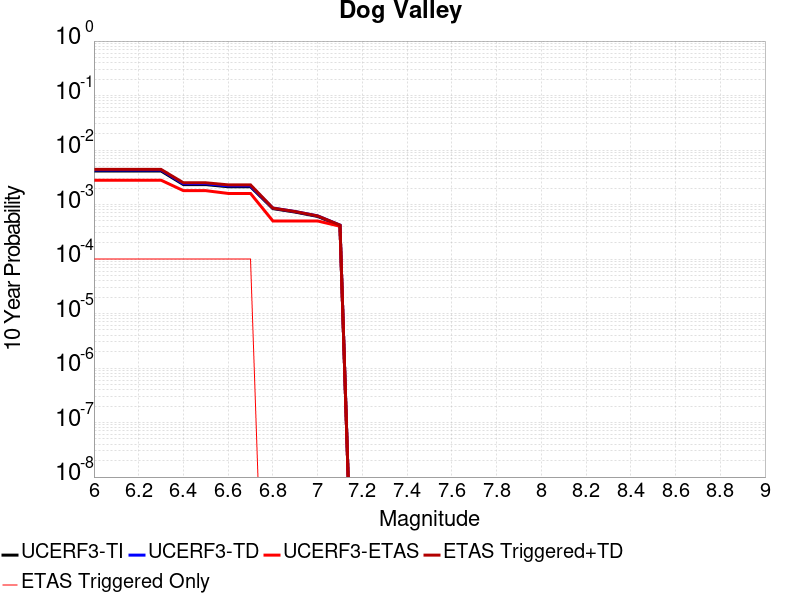 Dog Valley
10^0
10^-1
10^-2
10^-3
10^-4
10^-5
10^-6
10^-7
10^-8
10 Year Probability
6 6.2 6.4 6.6 6.8 7 7.2 7.4 7.6 7.8 8 8.2 8.4 8.6 8.8 9
Magnitude
UCERF3-TI UCERF3-TD UCERF3-ETAS ETAS Triggered+TD
ETAS Triggered Only